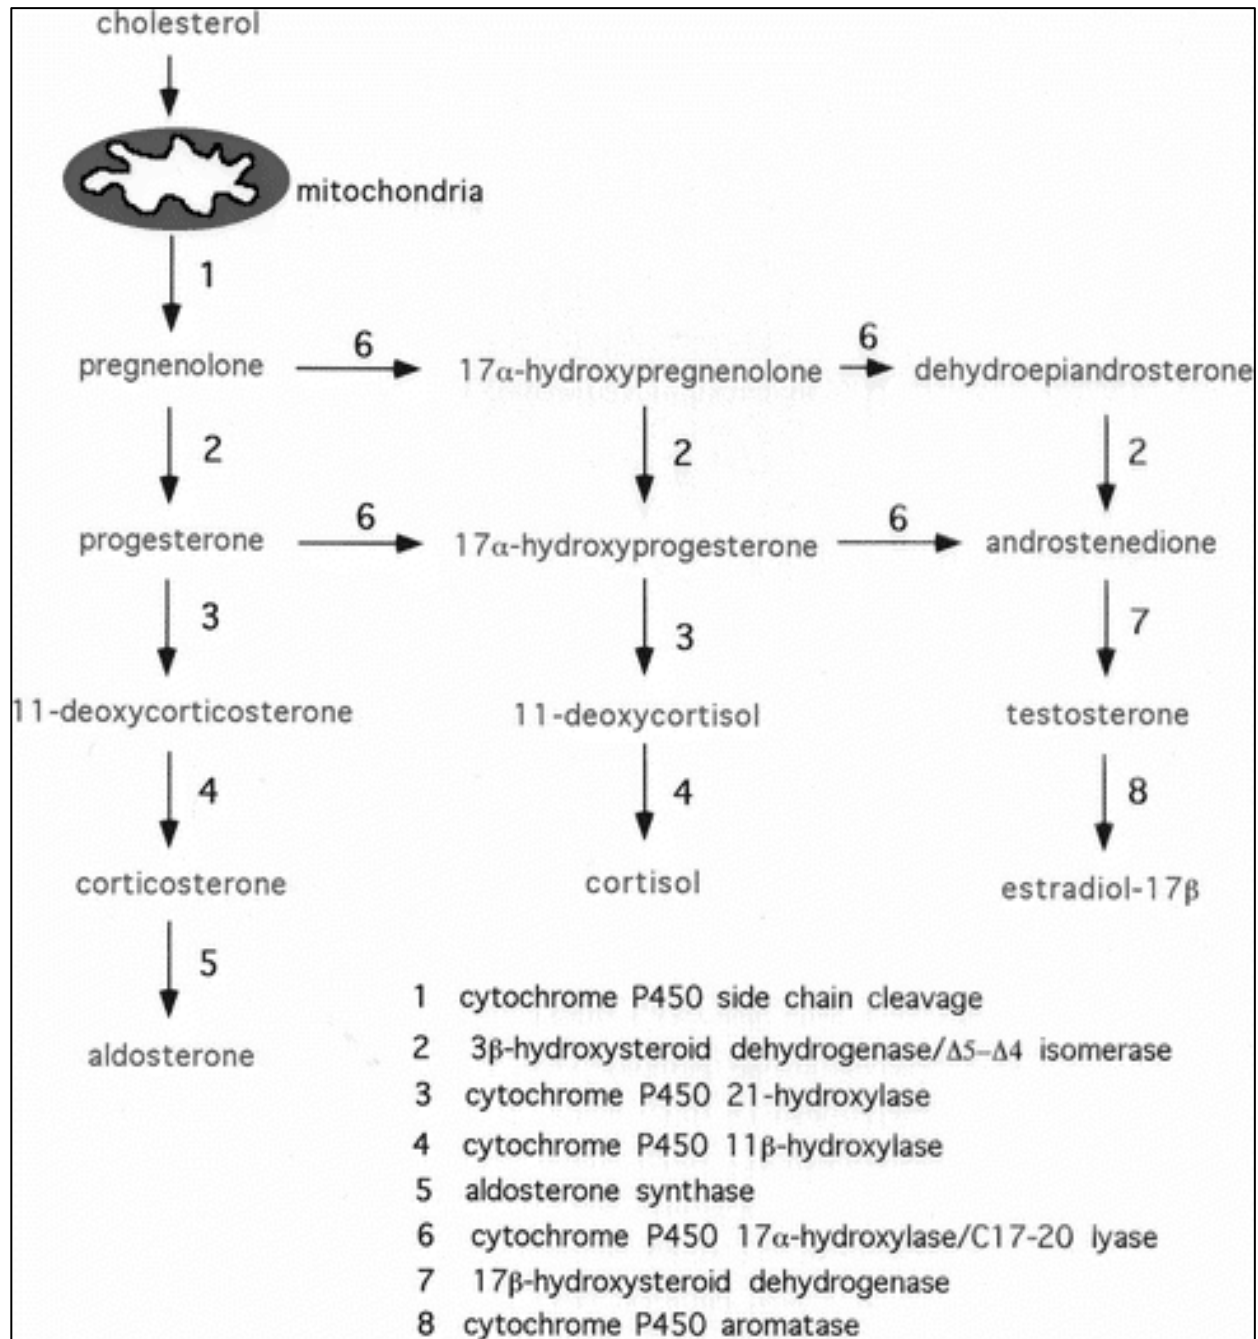 cholesterol
mitochondria
1
pregnenolone 6 17α-hydroxypregnenolone 6 dehydroepiandrosterone
2 2 2
progesterone 6 17α-hydroxyprogesterone 6 androstenedione
3 3 7
11-deoxycorticosterone 11-deoxycortisol testosterone
4 4 8
corticosterone cortisol estradiol-17β
5
aldosterone
1 cytochrome P450 side chain cleavage
2 3β-hydroxysteroid dehydrogenase/Δ5–Δ4 isomerase
3 cytochrome P450 21-hydroxylase
4 cytochrome P450 11β-hydroxylase
5 aldosterone synthase
6 cytochrome P450 17α-hydroxylase/C17-20 lyase
7 17β-hydroxysteroid dehydrogenase
8 cytochrome P450 aromatase